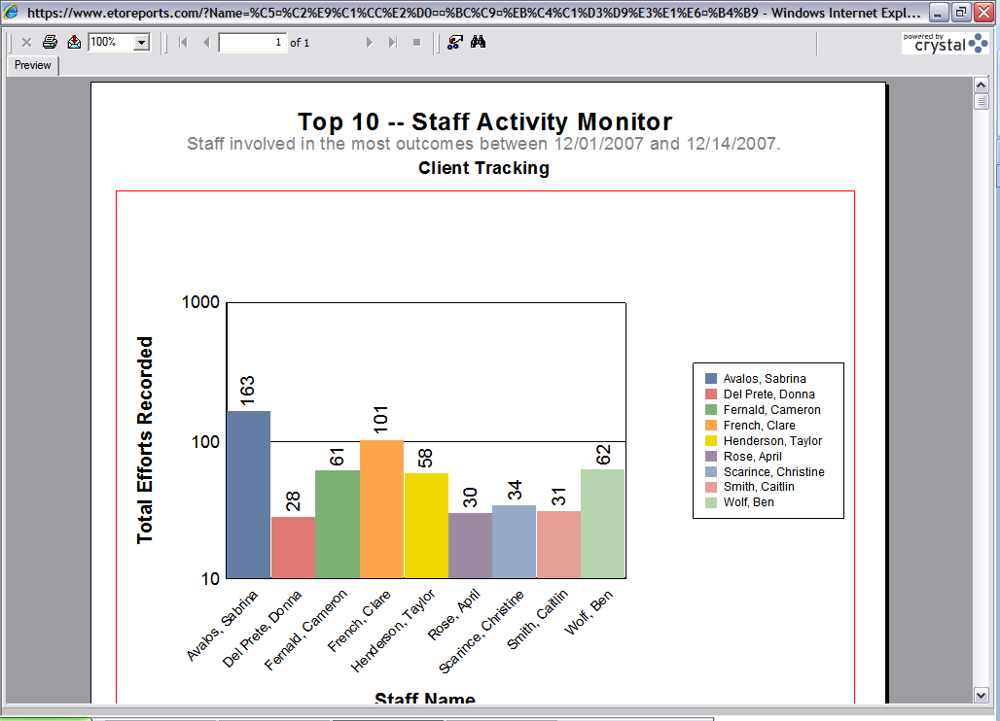 https://www.etoreports.com/?Name=%C5¤%C2%E9%C1%CC%E2%D0¤¤%BC%C9¤%EB%C4%C1%D3%D9%E3%E1%E6¤%B4%B9 - Windows Internet Expl...
100%
1 of 1
powered by
crystal
Preview
Top 10 -- Staff Activity Monitor
Staff involved in the most outcomes between 12/01/2007 and 12/14/2007.
Client Tracking
Total Efforts Recorded
1000
100
10
163
28
61
101
58
30
34
31
62
Avalos, Sabrina
Del Prete, Donna
Fernald, Cameron
French, Clare
Henderson, Taylor
Rose, April
Scarince, Christine
Smith, Caitlin
Wolf, Ben
Staff Name
Avalos, Sabrina
Del Prete, Donna
Fernald, Cameron
French, Clare
Henderson, Taylor
Rose, April
Scarince, Christine
Smith, Caitlin
Wolf, Ben